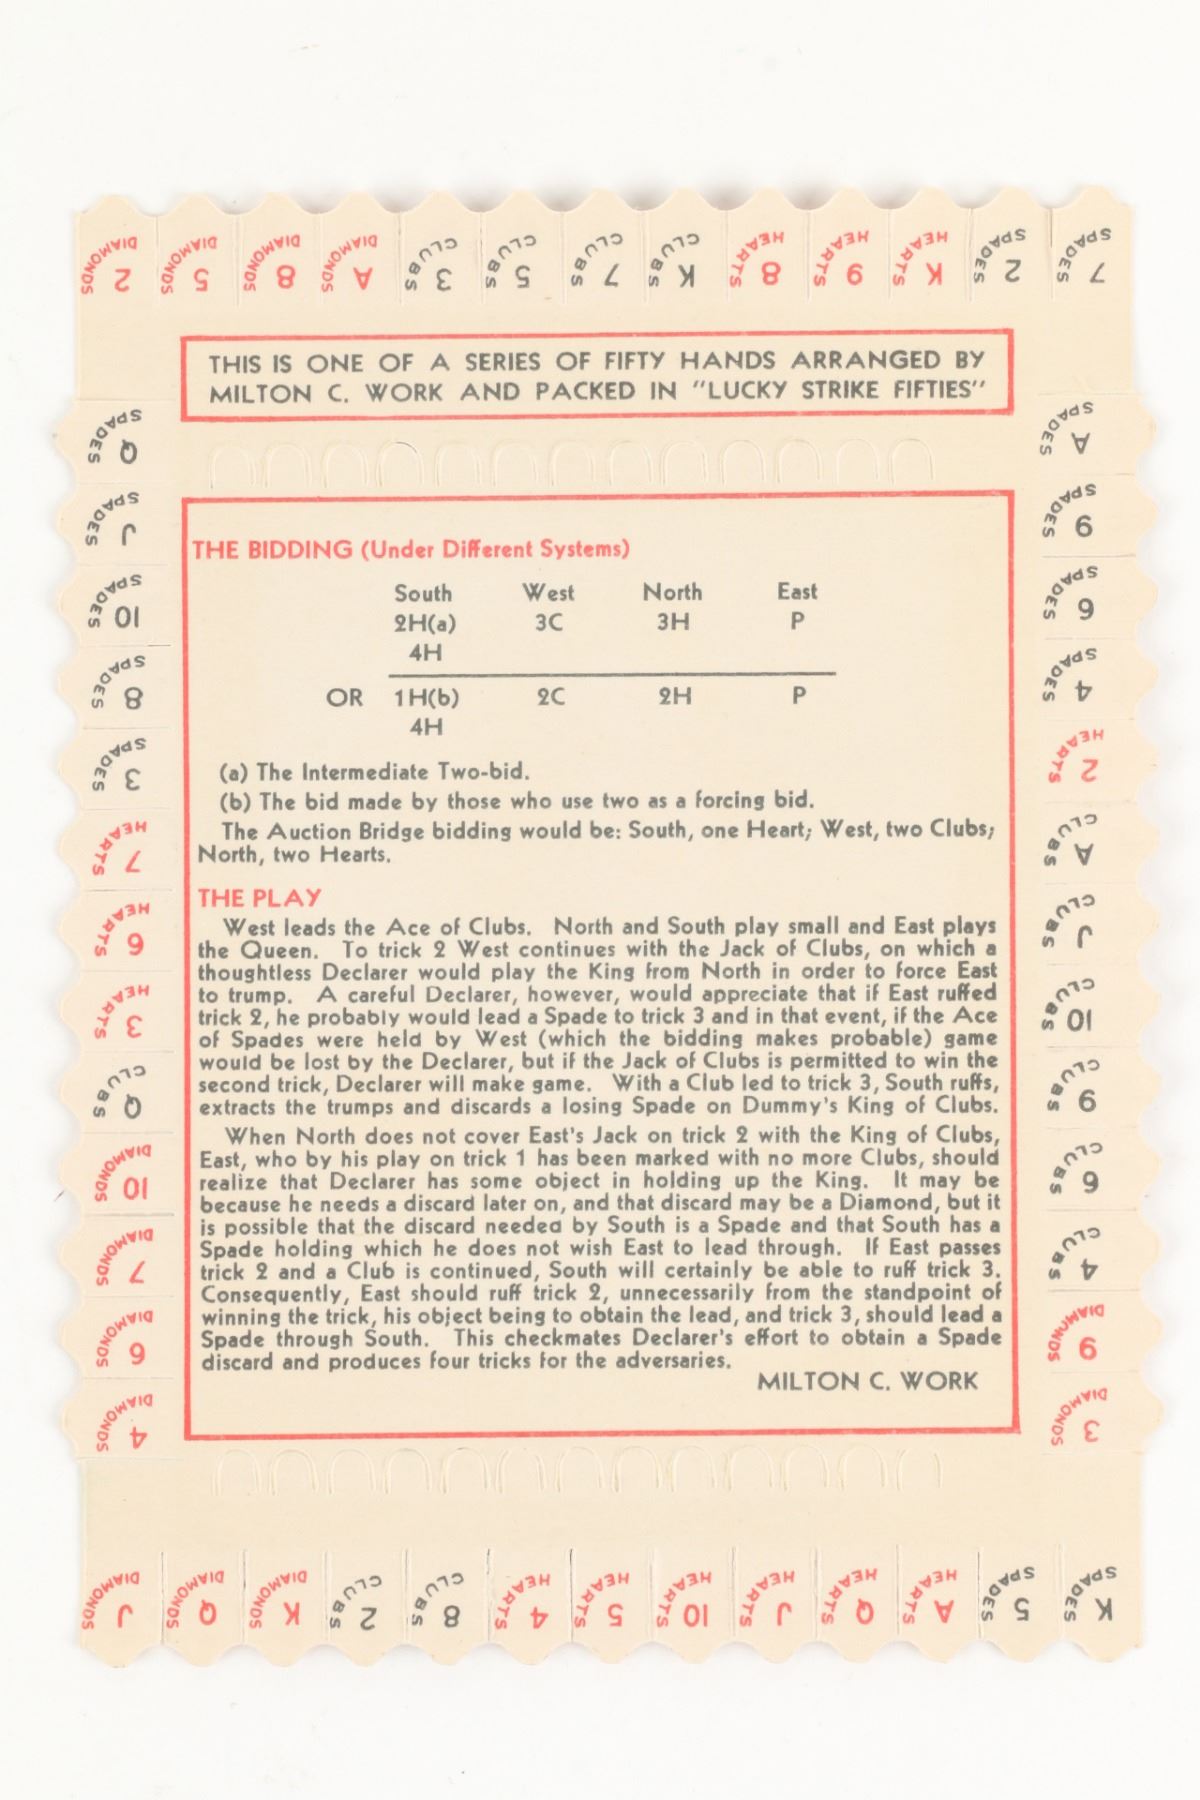 2 DIAMONDS 5 DIAMONDS 8 DIAMONDS A DIAMONDS 3 CLUBS 5 CLUBS 7 CLUBS K CLUBS 8 HEARTS 9 HEARTS K HEARTS 2 SPADES 7 SPADES
THIS IS ONE OF A SERIES OF FIFTY HANDS ARRANGED BY
MILTON C. WORK AND PACKED IN "LUCKY STRIKE FIFTIES"
Q SPADES
J SPADES
10 SPADES
8 SPADES
3 SPADES
7 HEARTS
6 HEARTS
3 HEARTS
Q CLUBS
10 DIAMONDS
7 DIAMONDS
6 DIAMONDS
4 DIAMONDS
THE BIDDING (Under Different Systems)
South West North East
2H(a) 3C 3H P
4H
OR 1H(b) 2C 2H P
4H
(a) The Intermediate Two-bid.
(b) The bid made by those who use two as a forcing bid.
The Auction Bridge bidding would be: South, one Heart; West, two Clubs;
North, two Hearts.
THE PLAY
West leads the Ace of Clubs. North and South play small and East plays
the Queen. To trick 2 West continues with the Jack of Clubs, on which a
thoughtless Declarer would play the King from North in order to force East
to trump. A careful Declarer, however, would appreciate that if East ruffed
trick 2, he probably would lead a Spade to trick 3 and in that event, if the Ace
of Spades were held by West (which the bidding makes probable) game
would be lost by the Declarer, but if the Jack of Clubs is permitted to win the
second trick, Declarer will make game. With a Club led to trick 3, South ruffs,
extracts the trumps and discards a losing Spade on Dummy's King of Clubs.
When North does not cover East's Jack on trick 2 with the King of Clubs,
East, who by his play on trick 1 has been marked with no more Clubs, should
realize that Declarer has some object in holding up the King. It may be
because he needs a discard later on, and that discard may be a Diamond, but it
is possible that the discard needed by South is a Spade and that South has a
Spade holding which he does not wish East to lead through. If East passes
trick 2 and a Club is continued, South will certainly be able to ruff trick 3.
Consequently, East should ruff trick 2, unnecessarily from the standpoint of
winning the trick, his object being to obtain the lead, and trick 3, should lead a
Spade through South. This checkmates Declarer's effort to obtain a Spade
discard and produces four tricks for the adversaries.
MILTON C. WORK
A SPADES
9 SPADES
6 SPADES
4 SPADES
2 HEARTS
A CLUBS
J CLUBS
10 CLUBS
9 CLUBS
6 CLUBS
4 CLUBS
9 DIAMONDS
3 DIAMONDS
J DIAMONDS Q DIAMONDS K DIAMONDS 2 CLUBS 8 CLUBS 4 HEARTS 5 HEARTS 10 HEARTS J HEARTS Q HEARTS A HEARTS 5 SPADES K SPADES